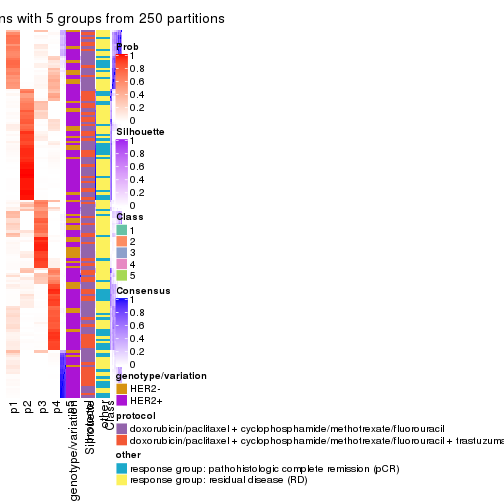 ns with 5 groups from 250 partitions
Prob
1
0.8
0.6
0.4
0.2
0
Silhouette
1
0.8
0.6
0.4
0.2
0
Class
1
2
3
4
5
Consensus
1
0.8
0.6
0.4
0.2
0
genotype/variation
HER2-
HER2+
protocol
doxorubicin/paclitaxel + cyclophosphamide/methotrexate/fluorouracil
doxorubicin/paclitaxel + cyclophosphamide/methotrexate/fluorouracil + trastuzuma
other
response group: pathohistologic complete remission (pCR)
response group: residual disease (RD)
p1
p2
p3
p4
genotype/variation
Silhouette
other
Class